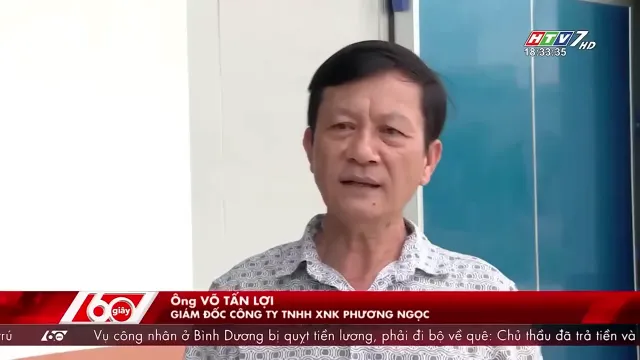 HTV7 HD
18:33:35
Ông VÕ TẤN LỢI
60 giây
GIÁM ĐỐC CÔNG TY TNHH XNK PHƯƠNG NGỌC
trú 60 Vụ công nhân ở Bình Dương bị quỵt tiền lương, phải đi bộ về quê: Chủ thầu đã trả tiền và